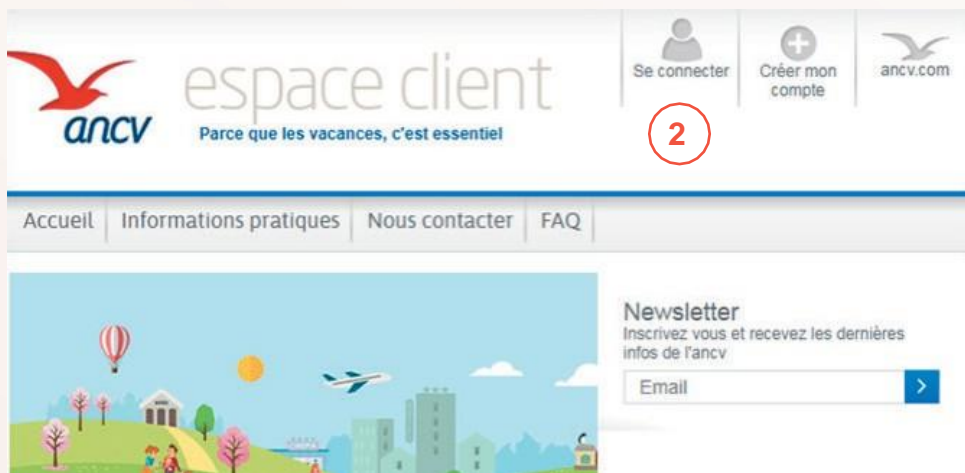 ancv
espace client
Parce que les vacances, c'est essentiel
Se connecter
Créer mon
compte
ancv.com
2
Accueil
Informations pratiques
Nous contacter
FAQ
Newsletter
Inscrivez vous et recevez les dernières
infos de l'ancv
Email